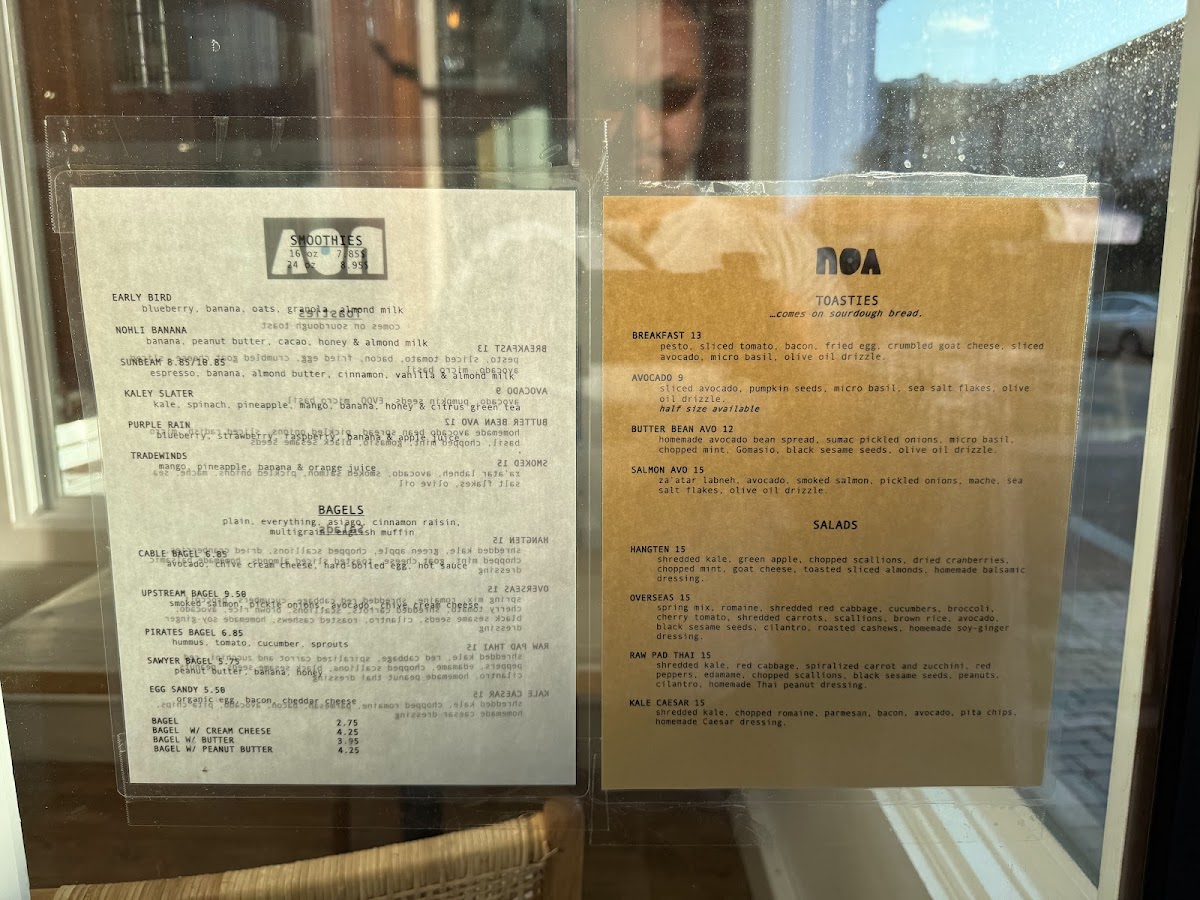 SMOOTHIES
16 oz 7.85$
24 oz 8.95$
EARLY BIRD
blueberry, banana, oats, granola, almond milk
NOHLI BANANA
banana, peanut butter, cacao, honey & almond milk
SUNBEAM 8.85/10.85
espresso, banana, almond butter, cinnamon, vanilla & almond milk
KALEY SLATER
kale, spinach, pineapple, mango, banana, honey & citrus green tea
PURPLE RAIN
blueberry, strawberry, raspberry, banana & apple juice
TRADEWINDS
mango, pineapple, banana & orange juice
BAGELS
plain, everything, asiago, cinnamon raisin,
multigrain, english muffin
CABLE BAGEL 6.85
avocado, chive cream cheese, hard boiled egg, hot sauce
UPSTREAM BAGEL 9.50
smoked salmon, pickle onions, avocado, chive cream cheese
PIRATES BAGEL 6.85
hummus, tomato, cucumber, sprouts
SAWYER BAGEL 5.75
peanut butter, banana, honey
EGG SANDY 5.50
organic egg, bacon, cheddar cheese
BAGEL 2.75
BAGEL W/ CREAM CHEESE 4.25
BAGEL W/ BUTTER 3.95
BAGEL W/ PEANUT BUTTER 4.25
NOA
TOASTIES
…comes on sourdough bread.
BREAKFAST 13
pesto, sliced tomato, bacon, fried egg, crumbled goat cheese, sliced
avocado, micro basil, olive oil drizzle.
AVOCADO 9
sliced avocado, pumpkin seeds, micro basil, sea salt flakes, olive
oil drizzle.
half size available
BUTTER BEAN AVO 12
homemade avocado bean spread, sumac pickled onions, micro basil,
chopped mint, Gomasio, black sesame seeds, olive oil drizzle.
SALMON AVO 15
za'atar labneh, avocado, smoked salmon, pickled onions, mache, sea
salt flakes, olive oil drizzle.
SALADS
HANGTEN 15
shredded kale, green apple, chopped scallions, dried cranberries,
chopped mint, goat cheese, toasted sliced almonds, homemade balsamic
dressing.
OVERSEAS 15
spring mix, romaine, shredded red cabbage, cucumbers, broccoli,
cherry tomato, shredded carrots, scallions, brown rice, avocado,
black sesame seeds, cilantro, roasted cashews, homemade soy-ginger
dressing.
RAW PAD THAI 15
shredded kale, red cabbage, spiralized carrot and zucchini, red
peppers, edamame, chopped scallions, black sesame seeds, peanuts,
cilantro, homemade Thai peanut dressing.
KALE CAESAR 15
shredded kale, chopped romaine, parmesan, bacon, avocado, pita chips,
homemade Caesar dressing.